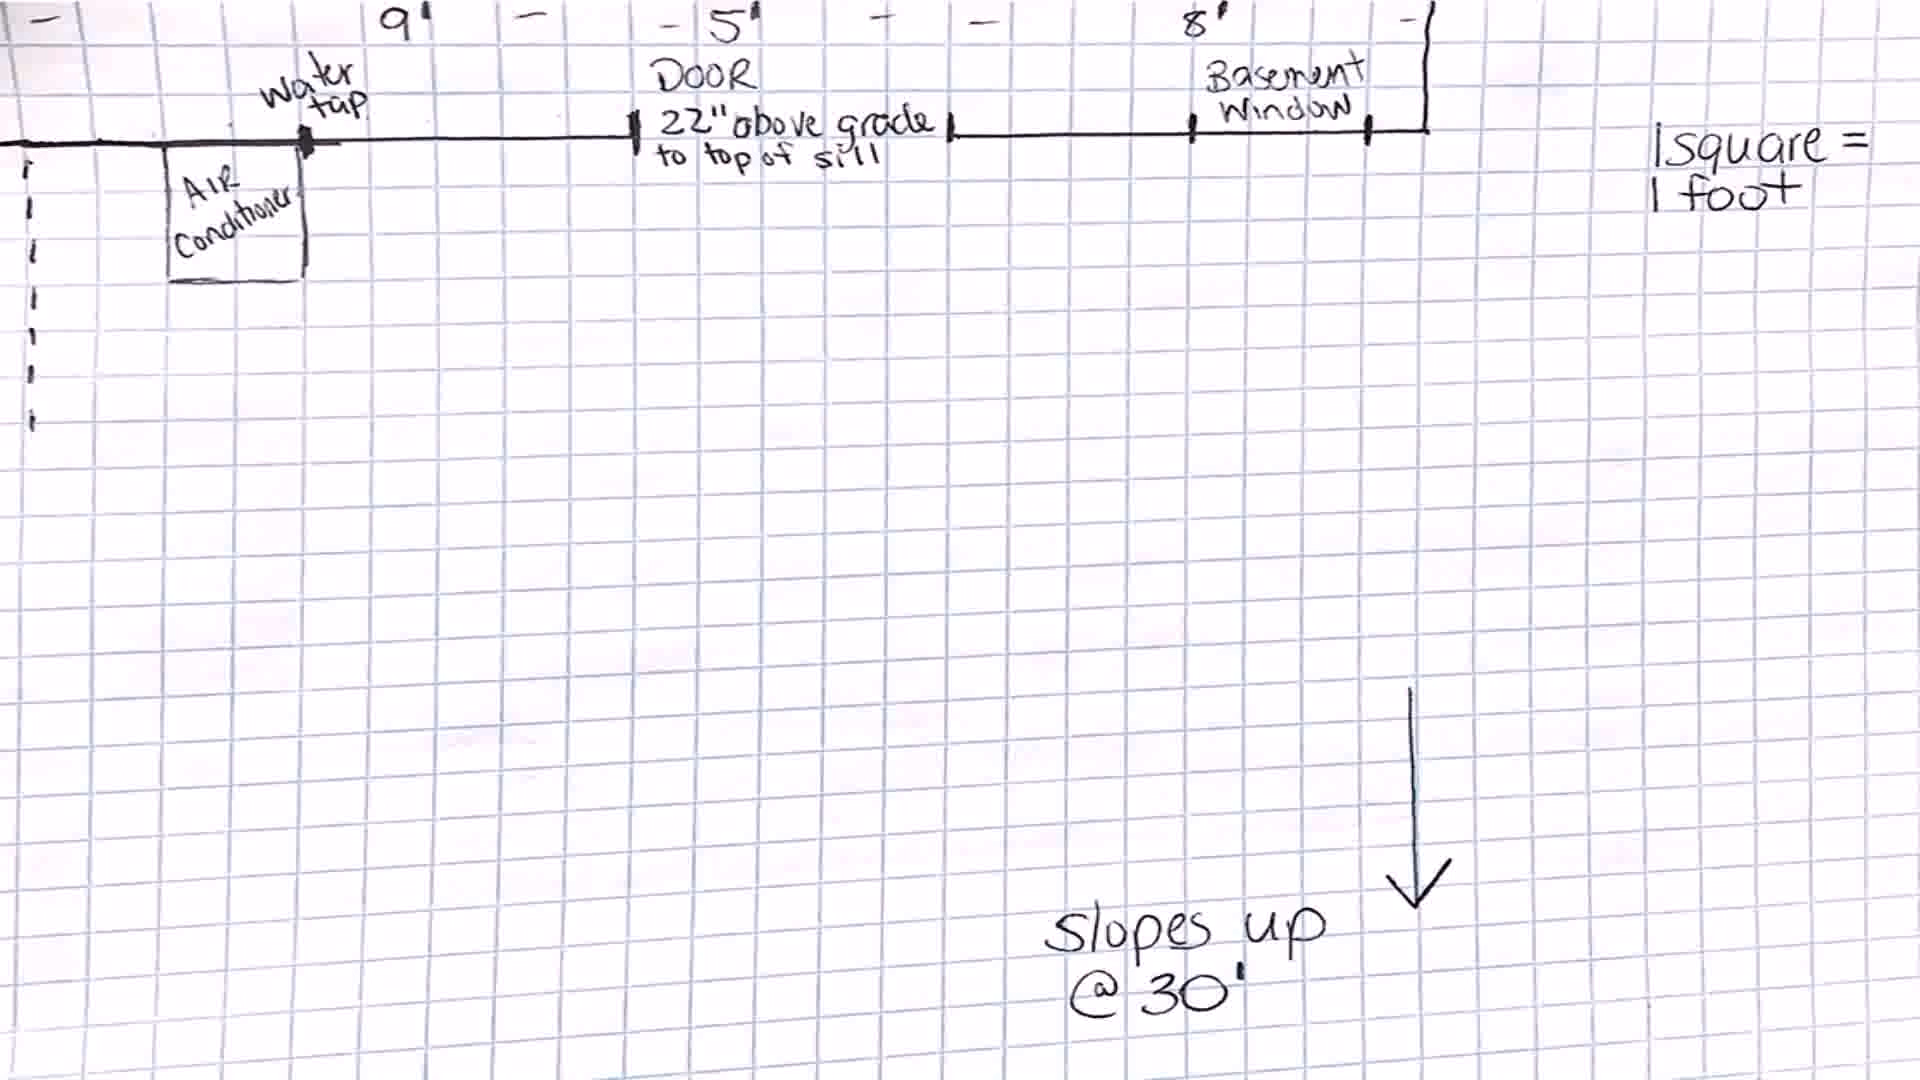 - 9' - - 5' - - 8' -
Water
tap
DOOR
22" above grade
to top of sill
Basement
Window
1 square =
1 foot
AIR
Conditioner
Slopes up
@ 30'